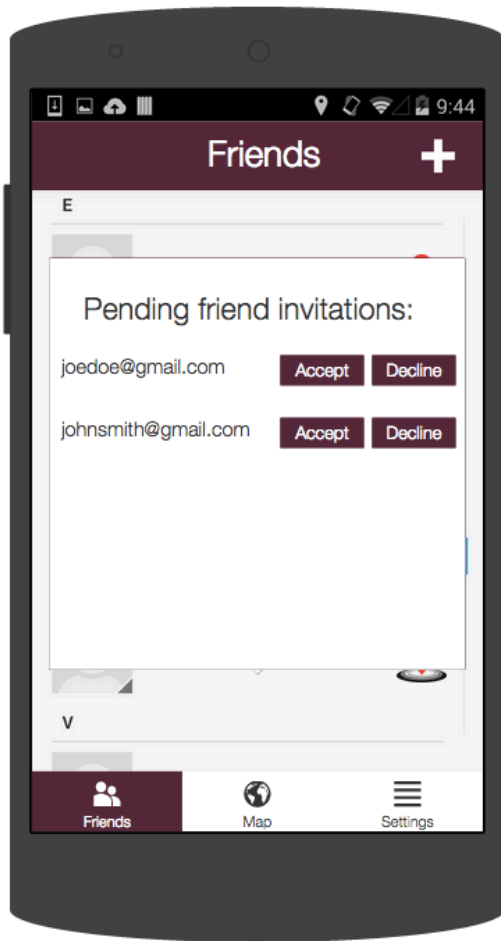 9:44
Friends
E
Pending friend invitations:
joedoe@gmail.com Accept Decline
johnsmith@gmail.com Accept Decline
V
Friends Map Settings